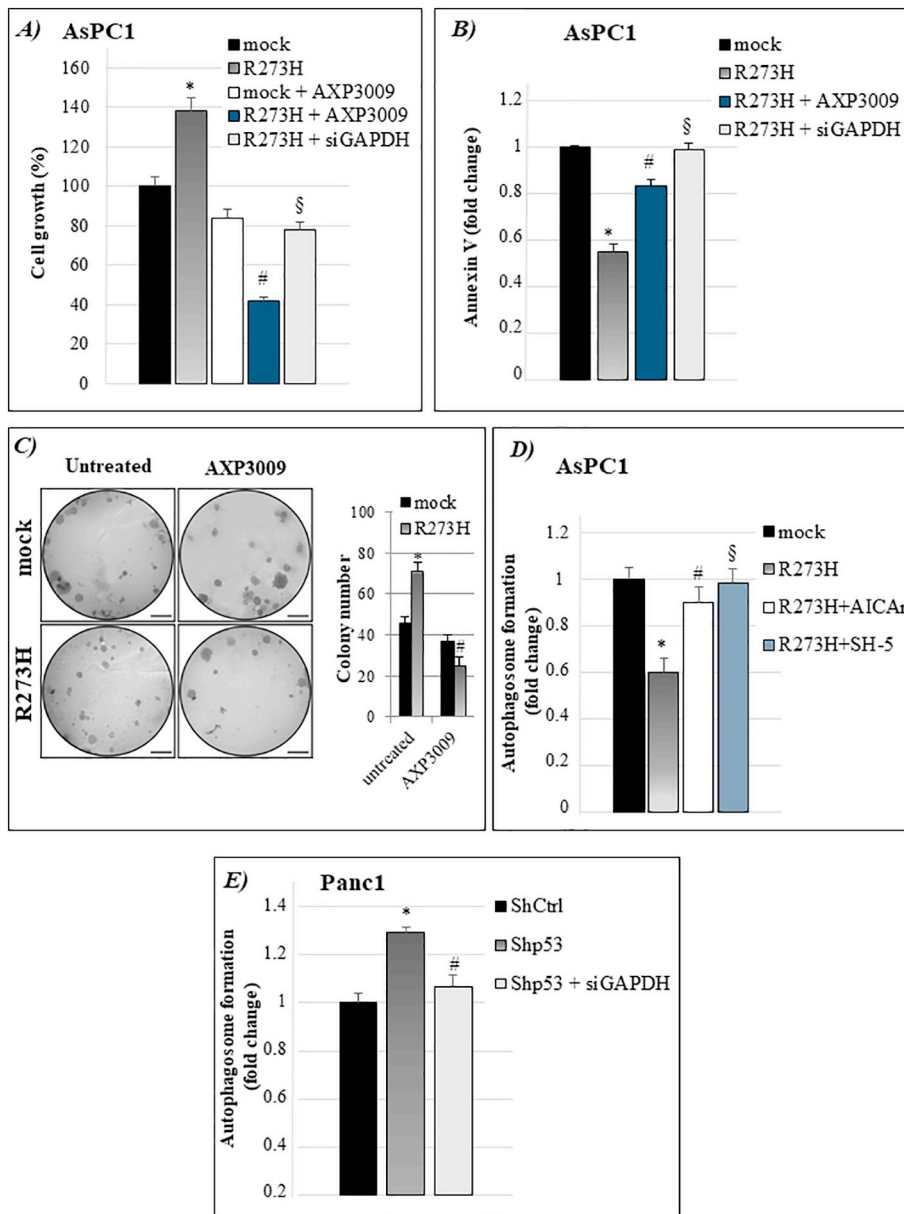 A) AsPC1
mock
R273H
mock + AXP3009
R273H + AXP3009
R273H + siGAPDH
Cell growth (%)
160
140
120
100
80
60
40
20
0
*
#
§
B) AsPC1
mock
R273H
R273H + AXP3009
R273H + siGAPDH
Annexin V (fold change)
1.2
1
0.8
0.6
0.4
0.2
0
*
#
§
C)
Untreated AXP3009
mock
R273H
mock
R273H
Colony number
100
80
60
40
20
0
*
#
untreated
AXP3009
D)
AsPC1
mock
R273H
R273H+AICAr
R273H+SH-5
Autophagosome formation
(fold change)
1.2
1
0.8
0.6
0.4
0.2
0
*
#
§
E) Panc1
ShCtrl
Shp53
Shp53 + siGAPDH
Autophagosome formation
(fold change)
1.4
1.2
1
0.8
0.6
0.4
0.2
*
#